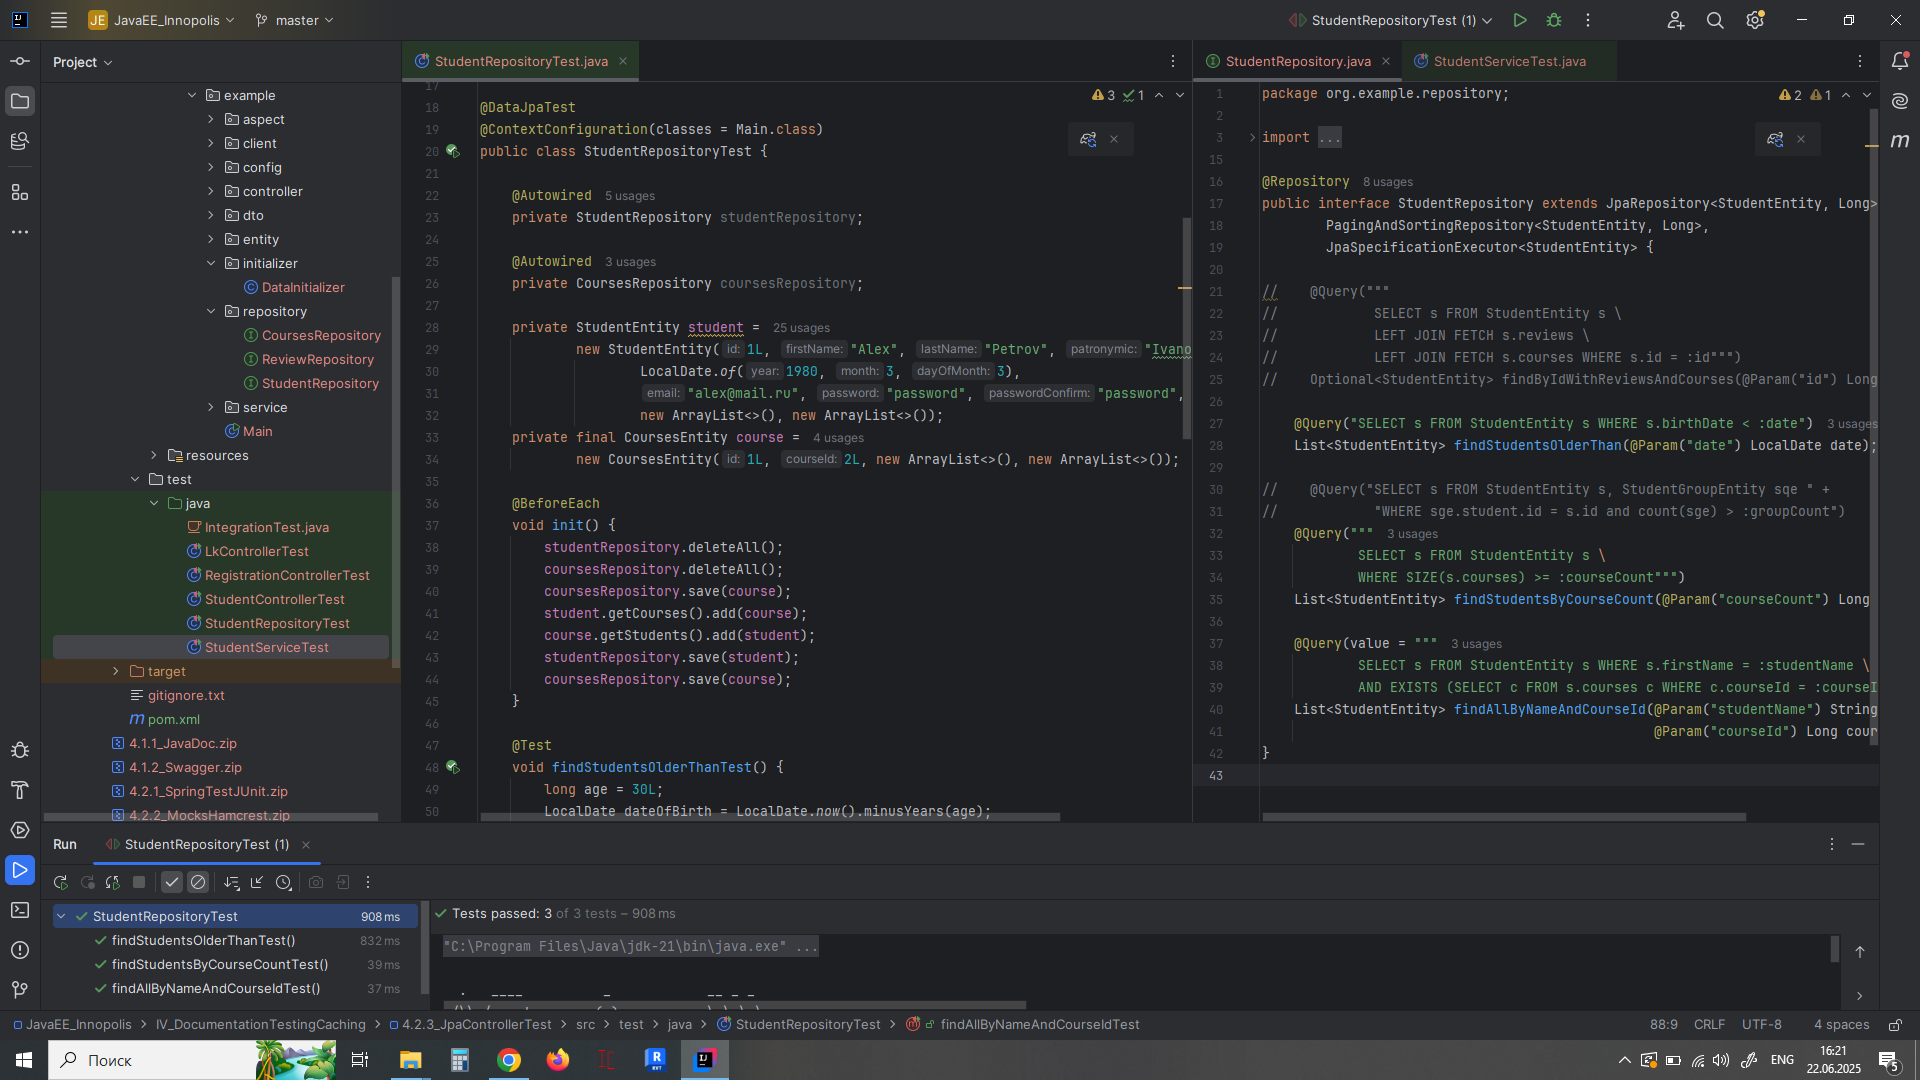 JE JavaEE_Innopolis master StudentRepositoryTest (1)
Project
example
aspect
client
config
controller
dto
entity
initializer
DataInitializer
repository
CoursesRepository
ReviewRepository
StudentRepository
service
Main
resources
test
java
IntegrationTest.java
LkControllerTest
RegistrationControllerTest
StudentControllerTest
StudentRepositoryTest
StudentServiceTest
target
gitignore.txt
pom.xml
4.1.1_JavaDoc.zip
4.1.2_Swagger.zip
4.2.1_SpringTestJUnit.zip
4.2.2_MocksHamcrest.zip
StudentRepositoryTest.java
3 1
17
18 @DataJpaTest
19 @ContextConfiguration(classes = Main.class)
20 public class StudentRepositoryTest {
21
22 @Autowired 5 usages
23 private StudentRepository studentRepository;
24
25 @Autowired 3 usages
26 private CoursesRepository coursesRepository;
27
28 private StudentEntity student = 25 usages
29 new StudentEntity( id: 1L, firstName: "Alex", lastName: "Petrov", patronymic: "Ivano
30 LocalDate.of( year: 1980, month: 3, dayOfMonth: 3),
31 email: "alex@mail.ru", password: "password", passwordConfirm: "password",
32 new ArrayList<>(), new ArrayList<>());
33 private final CoursesEntity course = 4 usages
34 new CoursesEntity( id: 1L, courseId: 2L, new ArrayList<>(), new ArrayList<>());
35
36 @BeforeEach
37 void init() {
38 studentRepository.deleteAll();
39 coursesRepository.deleteAll();
40 coursesRepository.save(course);
41 student.getCourses().add(course);
42 course.getStudents().add(student);
43 studentRepository.save(student);
44 coursesRepository.save(course);
45 }
46
47 @Test
48 void findStudentsOlderThanTest() {
49 long age = 30L;
50 LocalDate dateOfBirth = LocalDate.now().minusYears(age);
StudentRepository.java StudentServiceTest.java
2 1
1 package org.example.repository;
2
3 import ...
15
16 @Repository 8 usages
17 public interface StudentRepository extends JpaRepository<StudentEntity, Long>
18 PagingAndSortingRepository<StudentEntity, Long>,
19 JpaSpecificationExecutor<StudentEntity> {
20
21 // @Query("""
22 // SELECT s FROM StudentEntity s \
23 // LEFT JOIN FETCH s.reviews \
24 // LEFT JOIN FETCH s.courses WHERE s.id = :id""")
25 // Optional<StudentEntity> findByIdWithReviewsAndCourses(@Param("id") Long
26
27 @Query("SELECT s FROM StudentEntity s WHERE s.birthDate < :date") 3 usages
28 List<StudentEntity> findStudentsOlderThan(@Param("date") LocalDate date);
29
30 // @Query("SELECT s FROM StudentEntity s, StudentGroupEntity sqe " +
31 // "WHERE sge.student.id = s.id and count(sge) > :groupCount")
32 @Query(""" 3 usages
33 SELECT s FROM StudentEntity s \
34 WHERE SIZE(s.courses) >= :courseCount""")
35 List<StudentEntity> findStudentsByCourseCount(@Param("courseCount") Long
36
37 @Query(value = """ 3 usages
38 SELECT s FROM StudentEntity s WHERE s.firstName = :studentName \
39 AND EXISTS (SELECT c FROM s.courses c WHERE c.courseId = :courseI
40 List<StudentEntity> findAllByNameAndCourseId(@Param("studentName") String
41 @Param("courseId") Long cour
42 }
43
Run StudentRepositoryTest (1)
StudentRepositoryTest 908 ms
findStudentsOlderThanTest() 832 ms
findStudentsByCourseCountTest() 39 ms
findAllByNameAndCourseIdTest() 37 ms
Tests passed: 3 of 3 tests – 908 ms
"C:\Program Files\Java\jdk-21\bin\java.exe" ...
JavaEE_Innopolis IV_DocumentationTestingCaching 4.2.3_JpaControllerTest src test java StudentRepositoryTest findAllByNameAndCourseIdTest 88:9 CRLF UTF-8 4 spaces
Поиск
ENG
16:21
22.06.2025
5